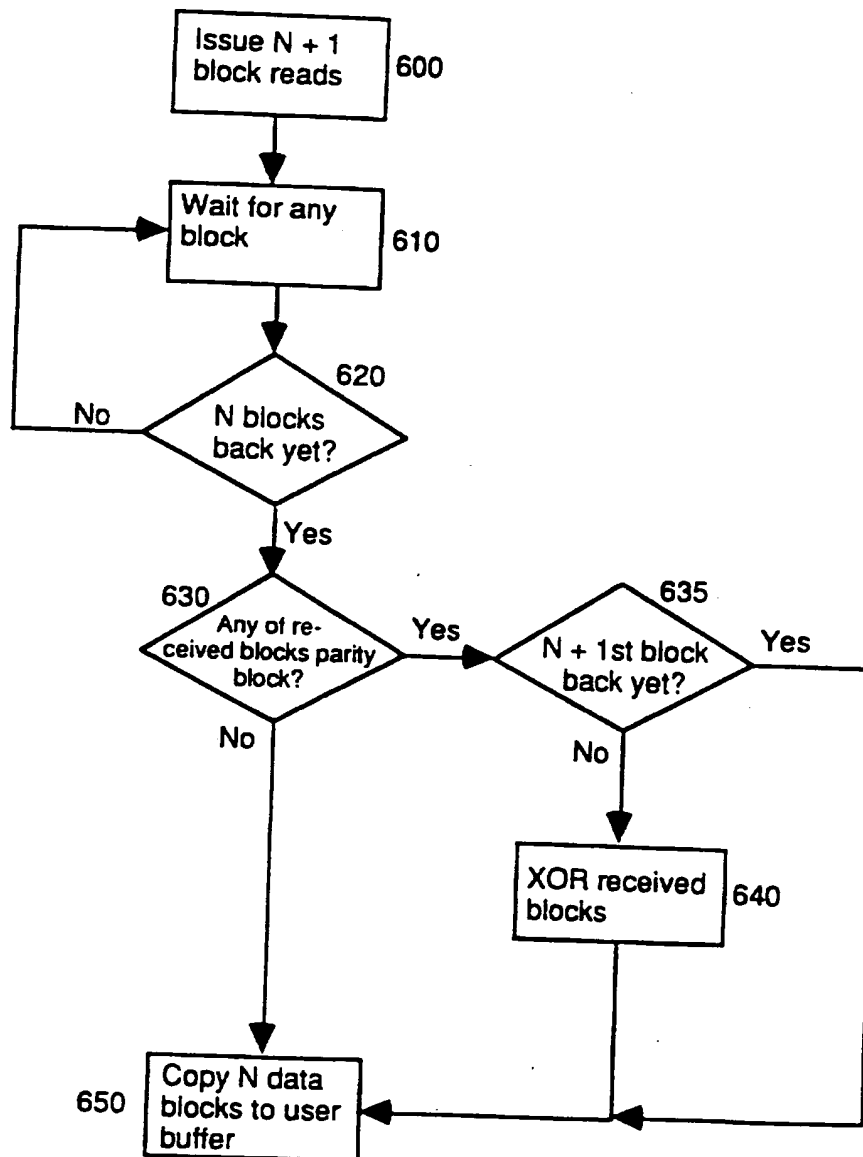 Issue N + 1
block reads
600
Wait for any
block
610
620
No
N blocks
back yet?
Yes
630
Any of re-
ceived blocks parity
block?
Yes
635
N + 1st block
back yet?
Yes
No
No
XOR received
blocks
640
650
Copy N data
blocks to user
buffer